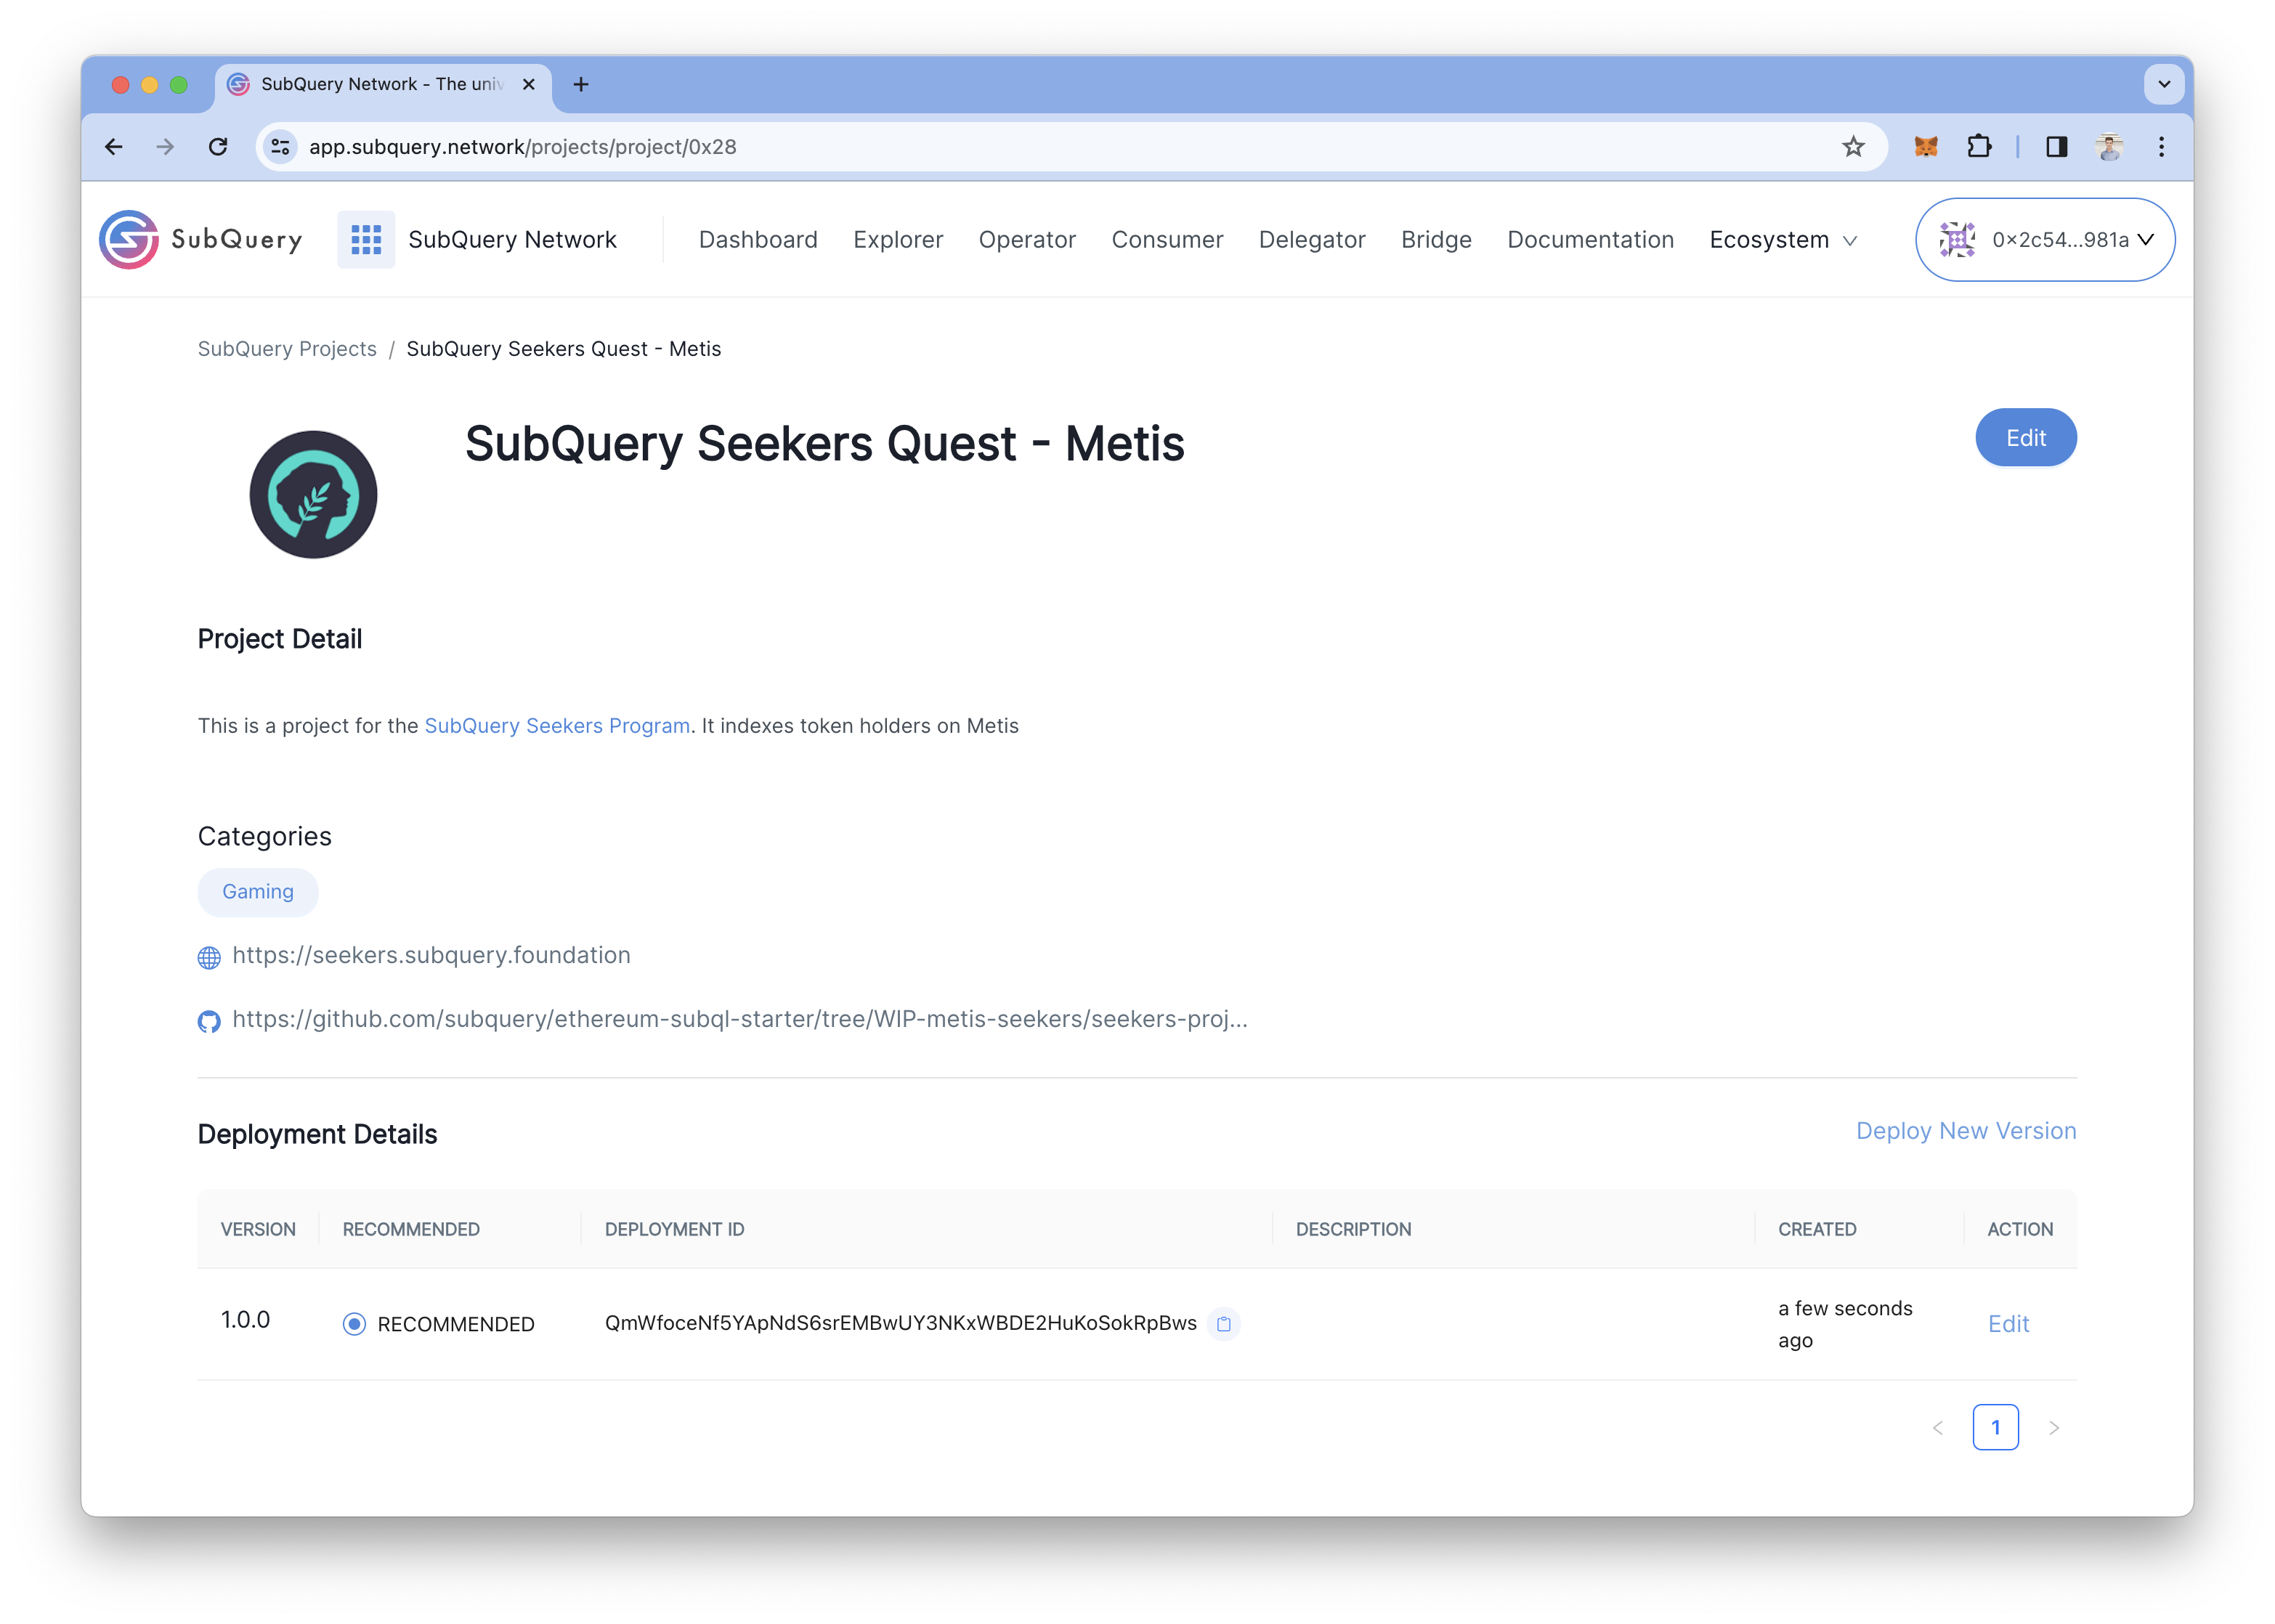 SubQuery Network - The univ
app.subquery.network/projects/project/0x28
SubQuery
SubQuery Network
Dashboard
Explorer
Operator
Consumer
Delegator
Bridge
Documentation
Ecosystem
0x2c54...981a
SubQuery Projects / SubQuery Seekers Quest - Metis
SubQuery Seekers Quest - Metis
Edit
Project Detail
This is a project for the SubQuery Seekers Program. It indexes token holders on Metis
Categories
Gaming
https://seekers.subquery.foundation
https://github.com/subquery/ethereum-subql-starter/tree/WIP-metis-seekers/seekers-proj...
Deployment Details
Deploy New Version
VERSION
RECOMMENDED
DEPLOYMENT ID
DESCRIPTION
CREATED
ACTION
1.0.0
RECOMMENDED
QmWfoceNf5YApNdS6srEMBwUY3NKxWBDE2HuKoSokRpBws
a few seconds
ago
Edit
1